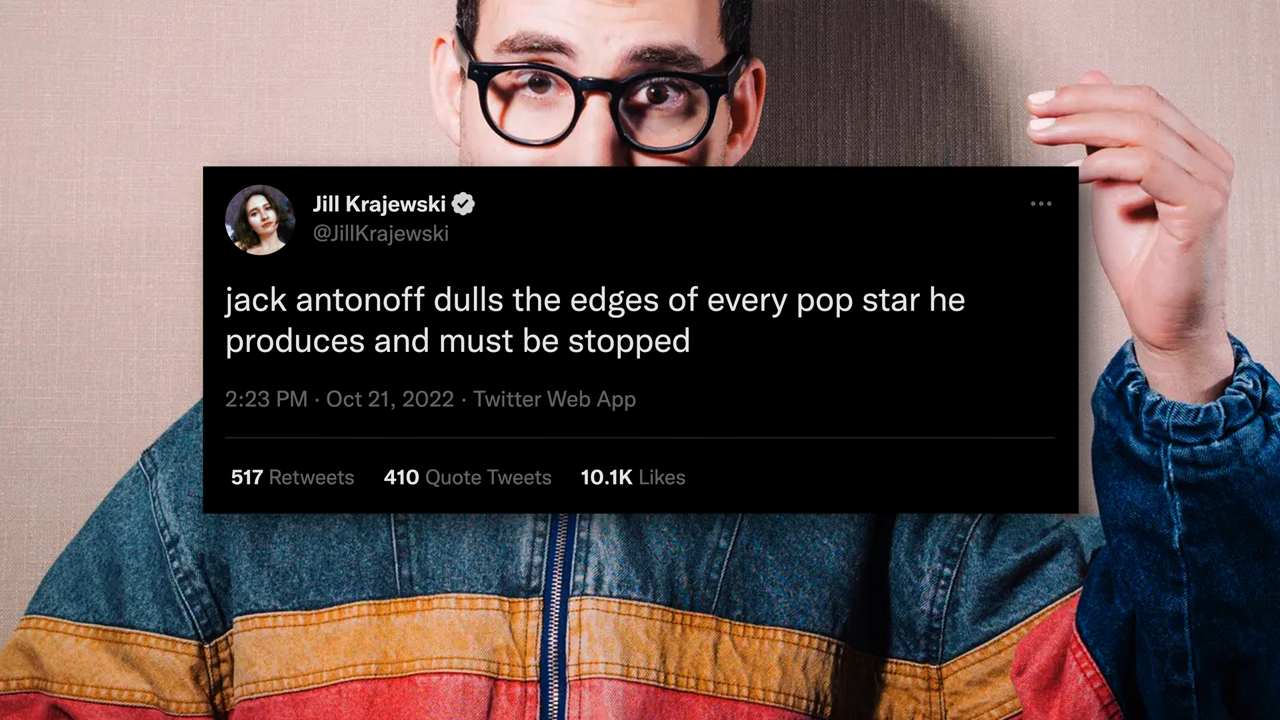 Jill Krajewski
@JillKrajewski
jack antonoff dulls the edges of every pop star he
produces and must be stopped
2:23 PM · Oct 21, 2022 · Twitter Web App
517 Retweets 410 Quote Tweets 10.1K Likes